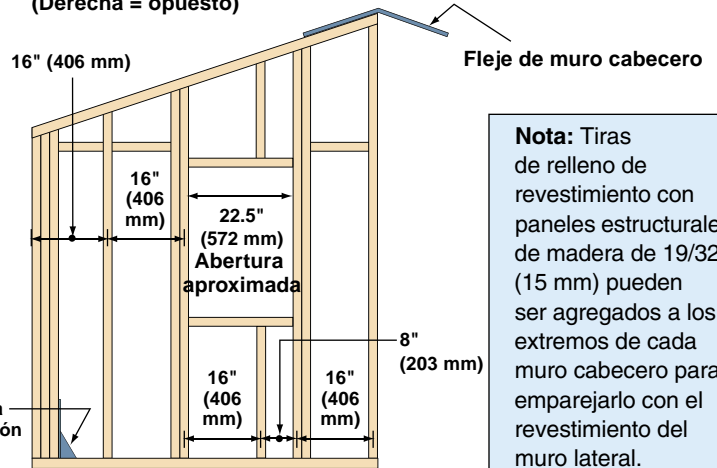 (Derecha = opuesto)
16" (406 mm)
Fleje de muro cabecero
16"
(406
mm)
22.5"
(572 mm)
Abertura
aproximada
8"
(203 mm)
16"
(406
mm)
16"
(406
mm)
Nota: Tiras
de relleno de
revestimiento con
paneles
de madera de 19/32
(15 mm) pueden
ser agregados a los
extremos de cada
muro cabecero para
emparejarlo con el
revestimiento del
muro lateral.